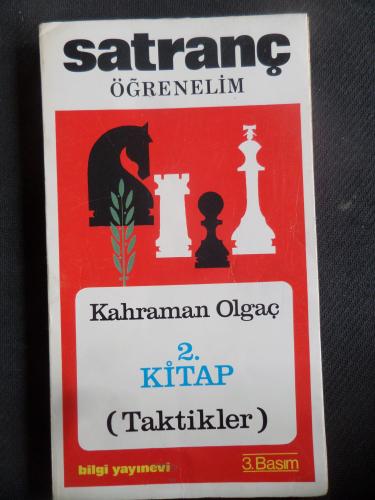 satranç
ÖĞRENELİM
Kahraman Olgaç
2.
KİTAP
(Taktikler)
bilgi yayınevi
3. Basım